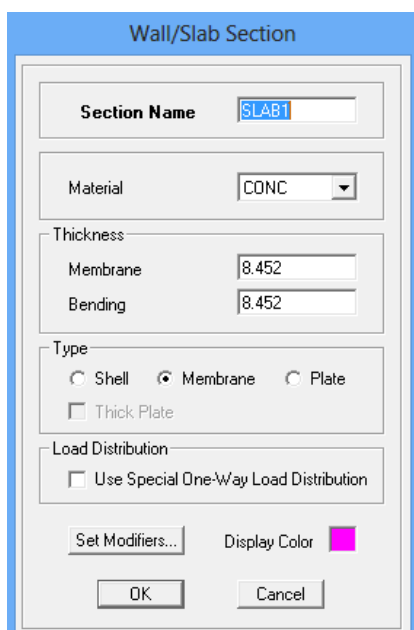 Wall/Slab Section
Section Name SLAB1
Material CONC
Thickness
Membrane 8.452
Bending 8.452
Type
Shell Membrane Plate
Thick Plate
Load Distribution
Use Special One-Way Load Distribution
Set Modifiers... Display Color
OK Cancel